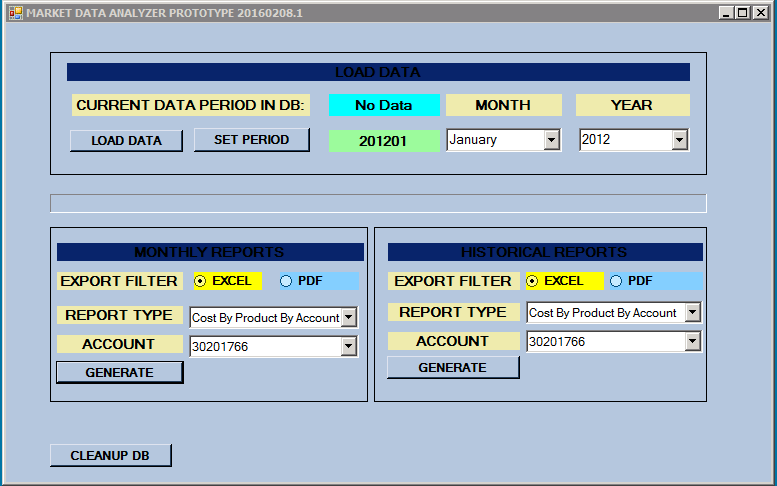 MARKET DATA ANALYZER PROTOTYPE 20160208.1
LOAD DATA
CURRENT DATA PERIOD IN DB: No Data MONTH YEAR
LOAD DATA SET PERIOD 201201 January 2012
MONTHLY REPORTS
EXPORT FILTER EXCEL PDF
REPORT TYPE Cost By Product By Account
ACCOUNT 30201766
GENERATE
HISTORICAL REPORTS
EXPORT FILTER EXCEL PDF
REPORT TYPE Cost By Product By Account
ACCOUNT 30201766
GENERATE
CLEANUP DB